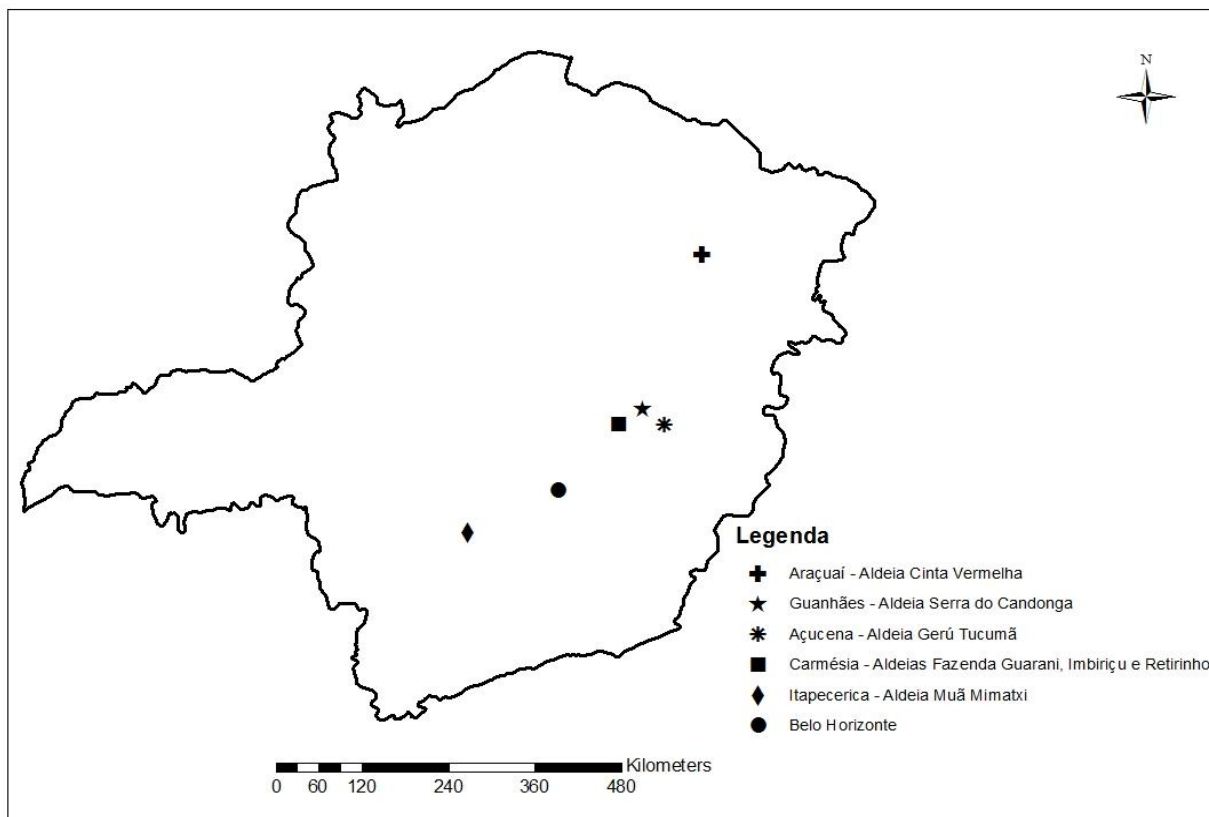 N
Legenda
Araçuaí - Aldeia Cinta Vermelha
Guanhães - Aldeia Serra do Candonga
Açucena - Aldeia Gerú Tucumã
Carmésia - Aldeias Fazenda Guarani, Imbiriçu e Retirinho
Itapecerica - Aldeia Muã Mimatxi
Belo Horizonte
Kilometers
0 60 120 240 360 480